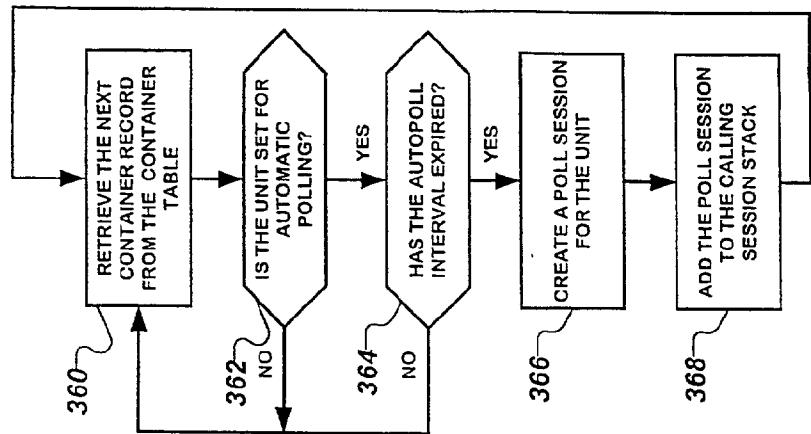 360
RETRIEVE THE NEXT
CONTAINER RECORD
FROM THE CONTAINER
TABLE
362
NO
IS THE UNIT SET FOR
AUTOMATIC
POLLING?
YES
364
NO
HAS THE AUTOPOLL
INTERVAL EXPIRED?
YES
366
CREATE A POLL SESSION
FOR THE UNIT
368
ADD THE POLL SESSION
TO THE CALLING
SESSION STACK